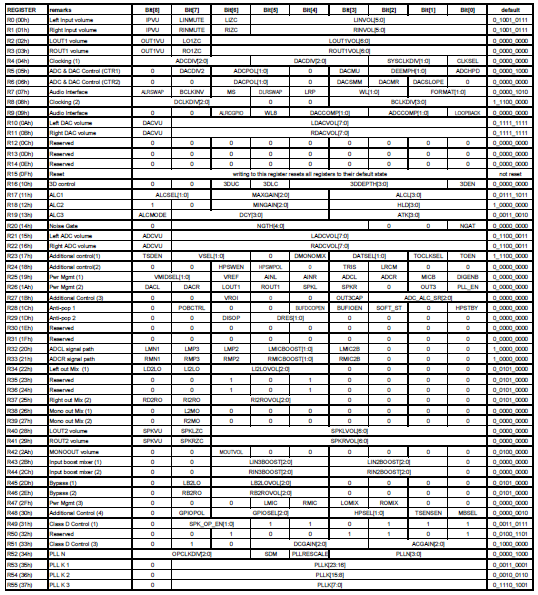 REGISTER remarks Bit[8] Bit[7] Bit[6] Bit[5] Bit[4] Bit[3] Bit[2] Bit[1] Bit[0] default
R0 (00h) Left Input volume IPVU LINMUTE LIZC LINVOL[5:0] 0_1001_0111
R1 (01h) Right Input volume IPVU RINMUTE RIZC RINVOL[5:0] 0_1001_0111
R2 (02h) LOUT1 volume OUT1VU LO1ZC LOUT1VOL[6:0] 0_0000_0000
R3 (03h) ROUT1 volume OUT1VU RO1ZC ROUT1VOL[6:0] 0_0000_0000
R4 (04h) Clocking (1) ADCDIV[2:0] DACDIV[2:0] SYSCLKDIV[1:0] CLKSEL 0_0000_0000
R5 (05h) ADC & DAC Control (CTR1) 0 DACDIV2 ADCPOL[1:0] 0 DACMU DEEMPH[1:0] ADCHPD 0_0000_1000
R6 (06h) ADC & DAC Control (CTR2) 0 0 DACPOL[1:0] 0 DACSMM DACMR DACSLOPE 0 0_0000_0000
R7 (07h) Audio Interface ALRSWAP BCLKINV MS DLRSWAP LRP WL[1:0] FORMAT[1:0] 0_0000_1010
R8 (08h) Clocking (2) DCLKDIV[2:0] 0 0 BCLKDIV[3:0] 1_1100_0000
R9 (09h) Audio Interface 0 0 ALRCGPIO WL8 DACCOMP[1:0] ADCCOMP[1:0] LOOPBACK 0_0000_0000
R10 (0Ah) Left DAC volume DACVU LDACVOL[7:0] 0_1111_1111
R11 (0Bh) Right DAC volume DACVU RDACVOL[7:0] 0_1111_1111
R12 (0Ch) Reserved 0 0 0 0 0 0 0 0 0 0_0000_0000
R13 (0Dh) Reserved 0 0 0 0 0 0 0 0 0 0_0000_0000
R14 (0Eh) Reserved 0 0 0 0 0 0 0 0 0 0_0000_0000
R15 (0Fh) Reset writing to this register resets all registers to their default state not reset
R16 (10h) 3D control 0 0 3DUC 3DLC 3DDEPTH[3:0] 3DEN 0_0000_0000
R17 (11h) ALC1 ALCSEL[1:0] MAXGAIN[2:0] ALCL[3:0] 0_0111_1011
R18 (12h) ALC2 1 0 MINGAIN[2:0] HLD[3:0] 1_0000_0000
R19 (13h) ALC3 ALCMODE DCY[3:0] ATK[3:0] 0_0011_0010
R20 (14h) Noise Gate 0 NGTH[4:0] 0 0 NGAT 0_0000_0000
R21 (15h) Left ADC volume ADCVU LADCVOL[7:0] 0_1100_0011
R22 (16h) Right ADC volume ADCVU RADCVOL[7:0] 0_1100_0011
R23 (17h) Additional control(1) TSDEN VSEL[1:0] DMONOMIX DATSEL[1:0] TOCLKSEL TOEN 1_1100_0000
R24 (18h) Additional control(2) 0 0 HPSWEN HPSWPOL 0 TRIS LRCM 0 0 0_0000_0000
R25 (19h) Pwr Mgmt (1) VMIDSEL[1:0] VREF AINL AINR ADCL ADCR MICB DIGENB 0_0000_0000
R26 (1Ah) Pwr Mgmt (2) DACL DACR LOUT1 ROUT1 SPKL SPKR 0 OUT3 PLL_EN 0_0000_0000
R27 (1Bh) Additional Control (3) 0 0 VROI 0 0 OUT3CAP ADC_ALC_SR[2:0] 0_0000_0000
R28 (1Ch) Anti-pop 1 0 POBCTRL 0 0 BUFDCOPEN BUFIOEN SOFT_ST 0 HPSTBY 0_0000_0000
R29 (1Dh) Anti-pop 2 0 0 DISOP DRES[1:0] 0 0 0 0 0_0000_0000
R30 (1Eh) Reserved 0 0 0 0 0 0 0 0 0 0_0000_0000
R31 (1Fh) Reserved 0 0 0 0 0 0 0 0 0 0_0000_0000
R32 (20h) ADCL signal path LMN1 LMP3 LMP2 LMICBOOST[1:0] LMIC2B 0 0 0 1_0000_0000
R33 (21h) ADCR signal path RMN1 RMP3 RMP2 RMICBOOST[1:0] RMIC2B 0 0 0 1_0000_0000
R34 (22h) Left out Mix (1) LD2LO LI2LO LI2LOVOL[2:0] 0 0 0 0 0_0101_0000
R35 (23h) Reserved 0 0 1 0 1 0 0 0 0 0_0101_0000
R36 (24h) Reserved 0 0 1 0 1 0 0 0 0 0_0101_0000
R37 (25h) Right out Mix (2) RD2RO RI2RO RI2ROVOL[2:0] 0 0 0 0 0_0101_0000
R38 (26h) Mono out Mix (1) 0 L2MO 0 0 0 0 0 0 0 0_0000_0000
R39 (27h) Mono out Mix (2) 0 R2MO 0 0 0 0 0 0 0 0_0000_0000
R40 (28h) LOUT2 volume SPKVU SPKLZC SPKLVOL[6:0] 0_0000_0000
R41 (29h) ROUT2 volume SPKVU SPKRZC SPKRVOL[6:0] 0_0000_0000
R42 (2Ah) MONOOUT volume 0 0 MOUTVOL 0 0 0 0 0 0 0_0100_0000
R43 (2Bh) Input boost mixer (1) 0 0 LIN3BOOST[2:0] LIN2BOOST[2:0] 0 0_0000_0000
R44 (2Ch) Input boost mixer (2) 0 0 RIN3BOOST[2:0] RIN2BOOST[2:0] 0 0_0000_0000
R45 (2Dh) Bypass (1) 0 LB2LO LB2LOVOL[2:0] 0 0 0 0 0_0101_0000
R46 (2Eh) Bypass (2) 0 RB2RO RB2ROVOL[2:0] 0 0 0 0 0_0101_0000
R47 (2Fh) Pwr Mgmt (3) 0 0 0 LMIC RMIC LOMIX ROMIX 0 0 0_0000_0000
R48 (30h) Additional Control (4) 0 GPIOPOL GPIOSEL[2:0] HPSEL[1:0] TSENSEN MBSEL 0_0000_0010
R49 (31h) Class D Control (1) 0 SPK_OP_EN[1:0] 1 1 0 1 1 1 0_0011_0111
R50 (32h) Reserved 0 0 1 0 0 1 1 0 1 0_0100_1101
R51 (33h) Class D Control (3) 0 1 0 DCGAIN[2:0] ACGAIN[2:0] 0_1000_0000
R52 (34h) PLL N OPCLKDIV[2:0] SDM PLLRESCALE PLLN[3:0] 0_0000_1000
R53 (35h) PLL K 1 0 PLLK[23:16] 0_0011_0001
R54 (36h) PLL K 2 0 PLLK[15:8] 0_0010_0110
R55 (37h) PLL K 3 0 PLLK[7:0] 0_1110_1001